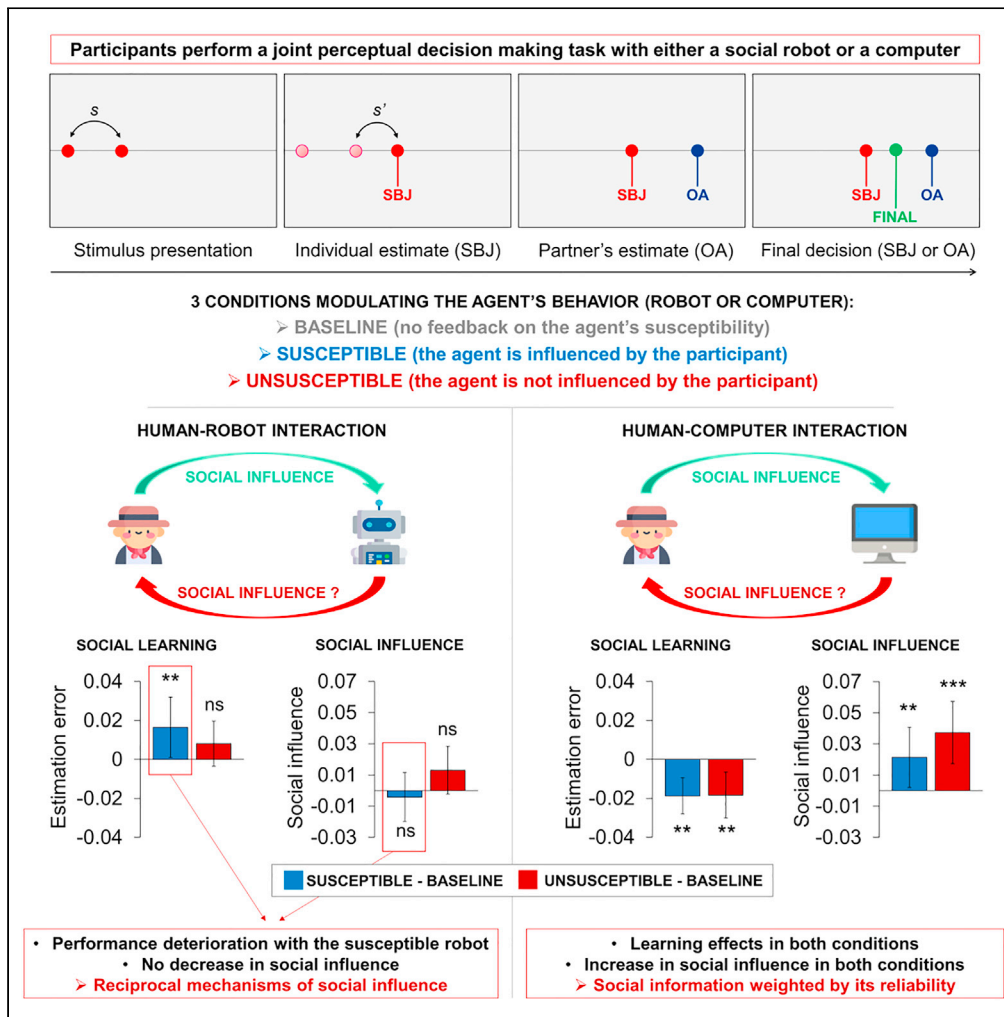 Participants perform a joint perceptual decision making task with either a social robot or a computer
s
s'
SBJ
SBJ
OA
SBJ
FINAL
OA
Stimulus presentation
Individual estimate (SBJ)
Partner's estimate (OA)
Final decision (SBJ or OA)
3 CONDITIONS MODULATING THE AGENT'S BEHAVIOR (ROBOT OR COMPUTER):
➢ BASELINE (no feedback on the agent's susceptibility)
➢ SUSCEPTIBLE (the agent is influenced by the participant)
➢ UNSUSCEPTIBLE (the agent is not influenced by the participant)
HUMAN-ROBOT INTERACTION
SOCIAL INFLUENCE
SOCIAL INFLUENCE ?
SOCIAL LEARNING
Estimation error
0.04
0.02
0
-0.02
-0.04
**
ns
SOCIAL INFLUENCE
Social influence
0.07
0.05
0.03
0.01
-0.01
-0.03
ns
ns
HUMAN-COMPUTER INTERACTION
SOCIAL INFLUENCE
SOCIAL INFLUENCE ?
SOCIAL LEARNING
Estimation error
0.04
0.02
0
-0.02
-0.04
**
**
SOCIAL INFLUENCE
Social influence
0.07
0.05
0.03
0.01
-0.01
-0.03
**
***
SUSCEPTIBLE - BASELINE
UNSUSCEPTIBLE - BASELINE
• Performance deterioration with the susceptible robot
• No decrease in social influence
➢ Reciprocal mechanisms of social influence
• Learning effects in both conditions
• Increase in social influence in both conditions
➢ Social information weighted by its reliability